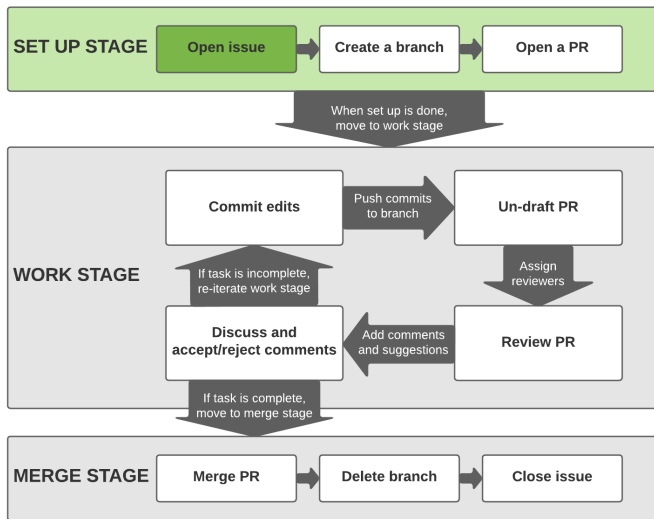 SET UP STAGE
Open issue
Create a branch
Open a PR
When set up is done,
move to work stage
WORK STAGE
Commit edits
Push commits
to branch
Un-draft PR
Assign
reviewers
Review PR
Add comments
and suggestions
Discuss and
accept/reject comments
If task is incomplete,
re-iterate work stage
If task is complete,
move to merge stage
MERGE STAGE
Merge PR
Delete branch
Close issue